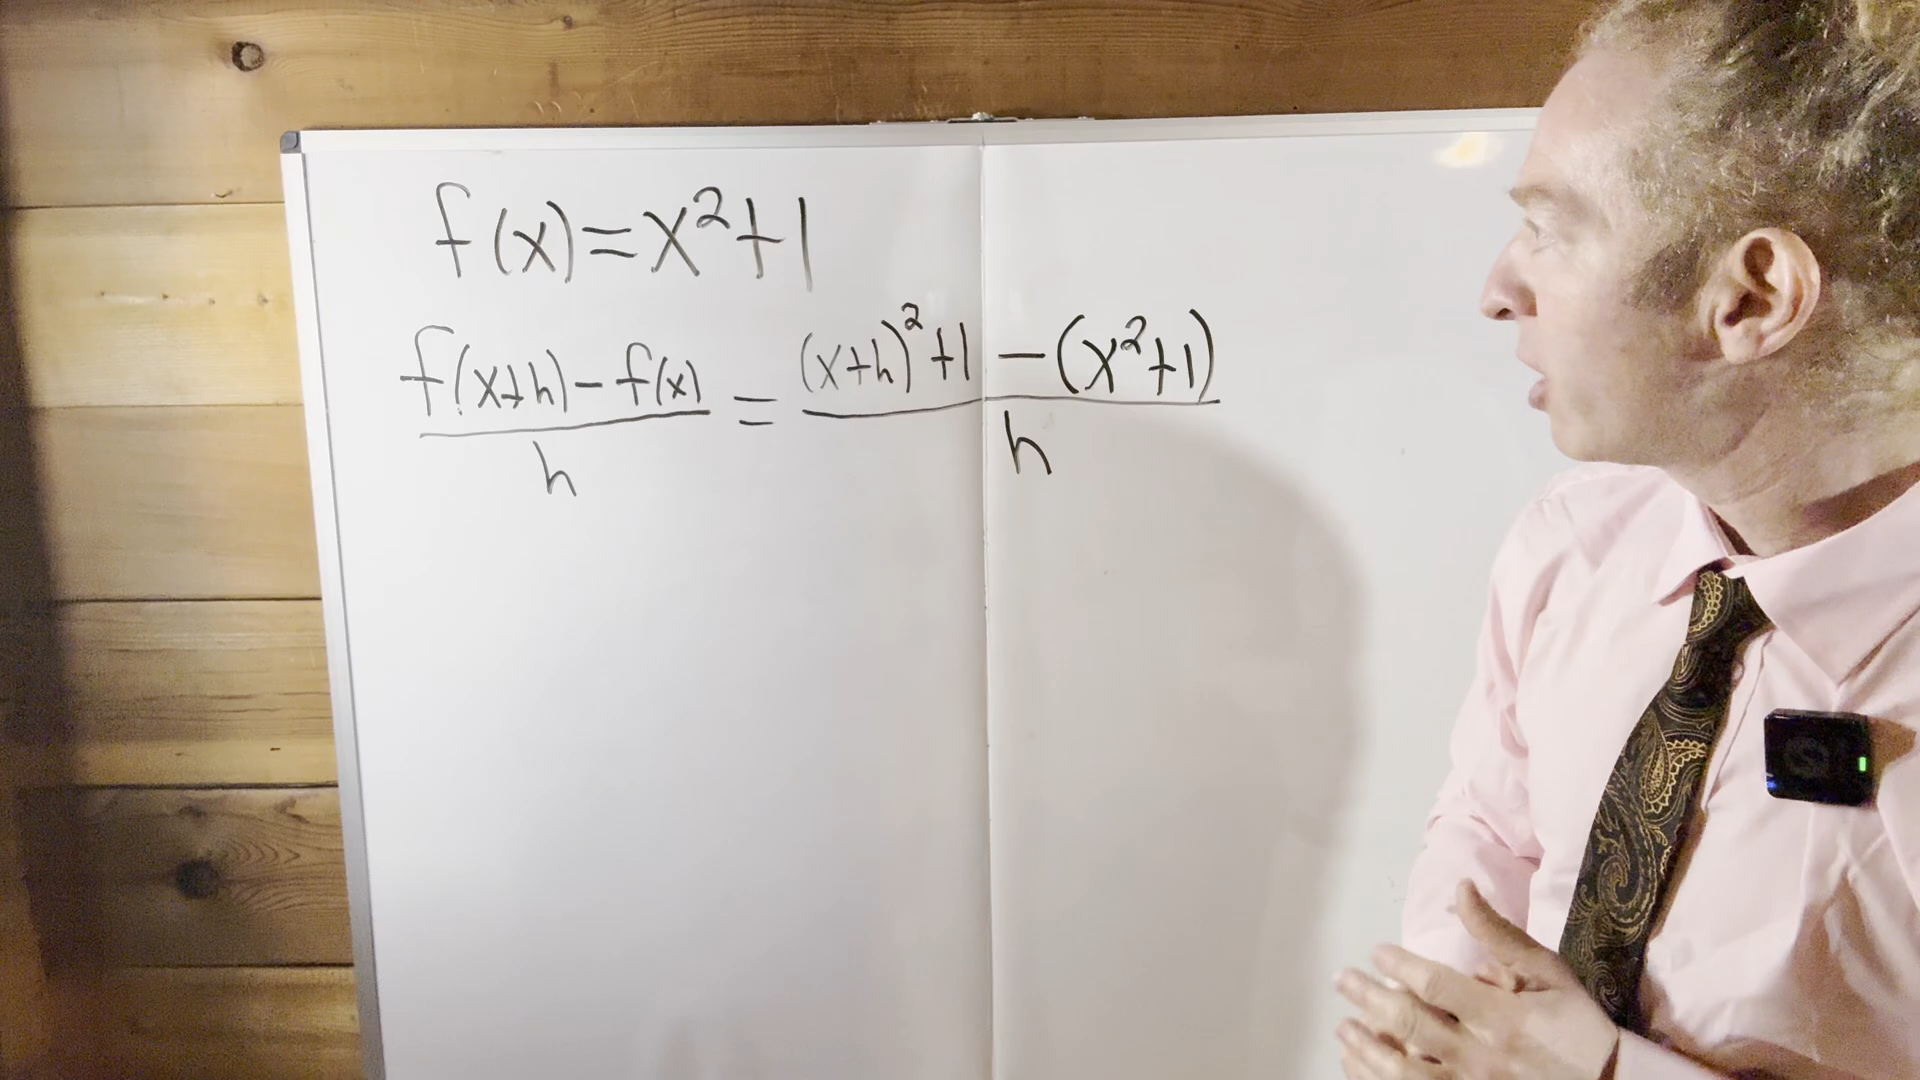 f(x)=x²+1
f(x+h)-f(x) / h = (x+h)²+1-(x²+1) / h